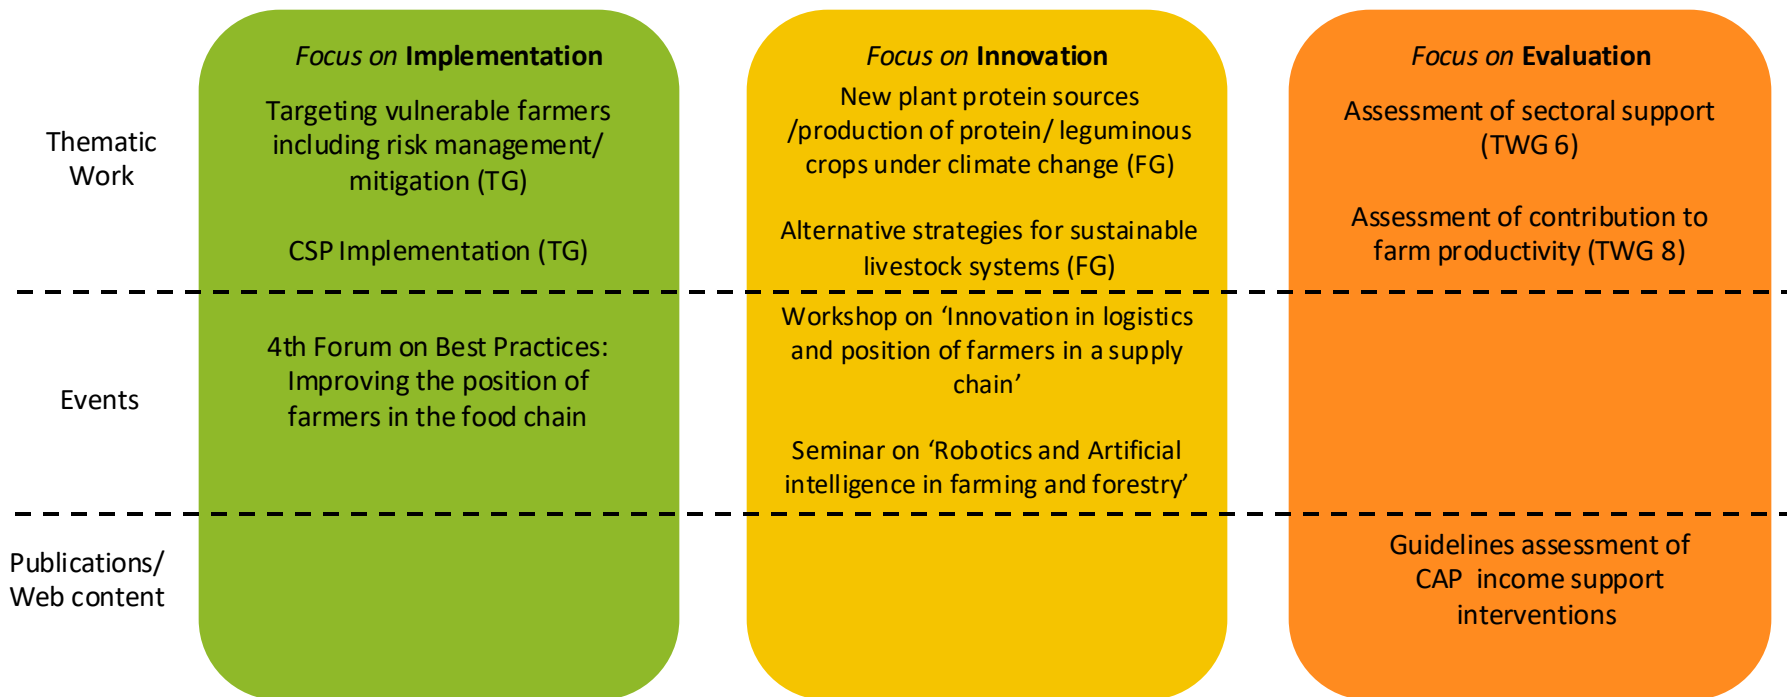 Focus on Implementation
Focus on Innovation
Focus on Evaluation
Thematic
Work
Targeting vulnerable farmers
including risk management/
mitigation (TG)
CSP Implementation (TG)
New plant protein sources
/production of protein/ leguminous
crops under climate change (FG)
Alternative strategies for sustainable
livestock systems (FG)
Assessment of sectoral support
(TWG 6)
Assessment of contribution to
farm productivity (TWG 8)
Events
4th Forum on Best Practices:
Improving the position of
farmers in the food chain
Workshop on ‘Innovation in logistics
and position of farmers in a supply
chain’
Seminar on ‘Robotics and Artificial
intelligence in farming and forestry’
Publications/
Web content
Guidelines assessment of
CAP income support
interventions